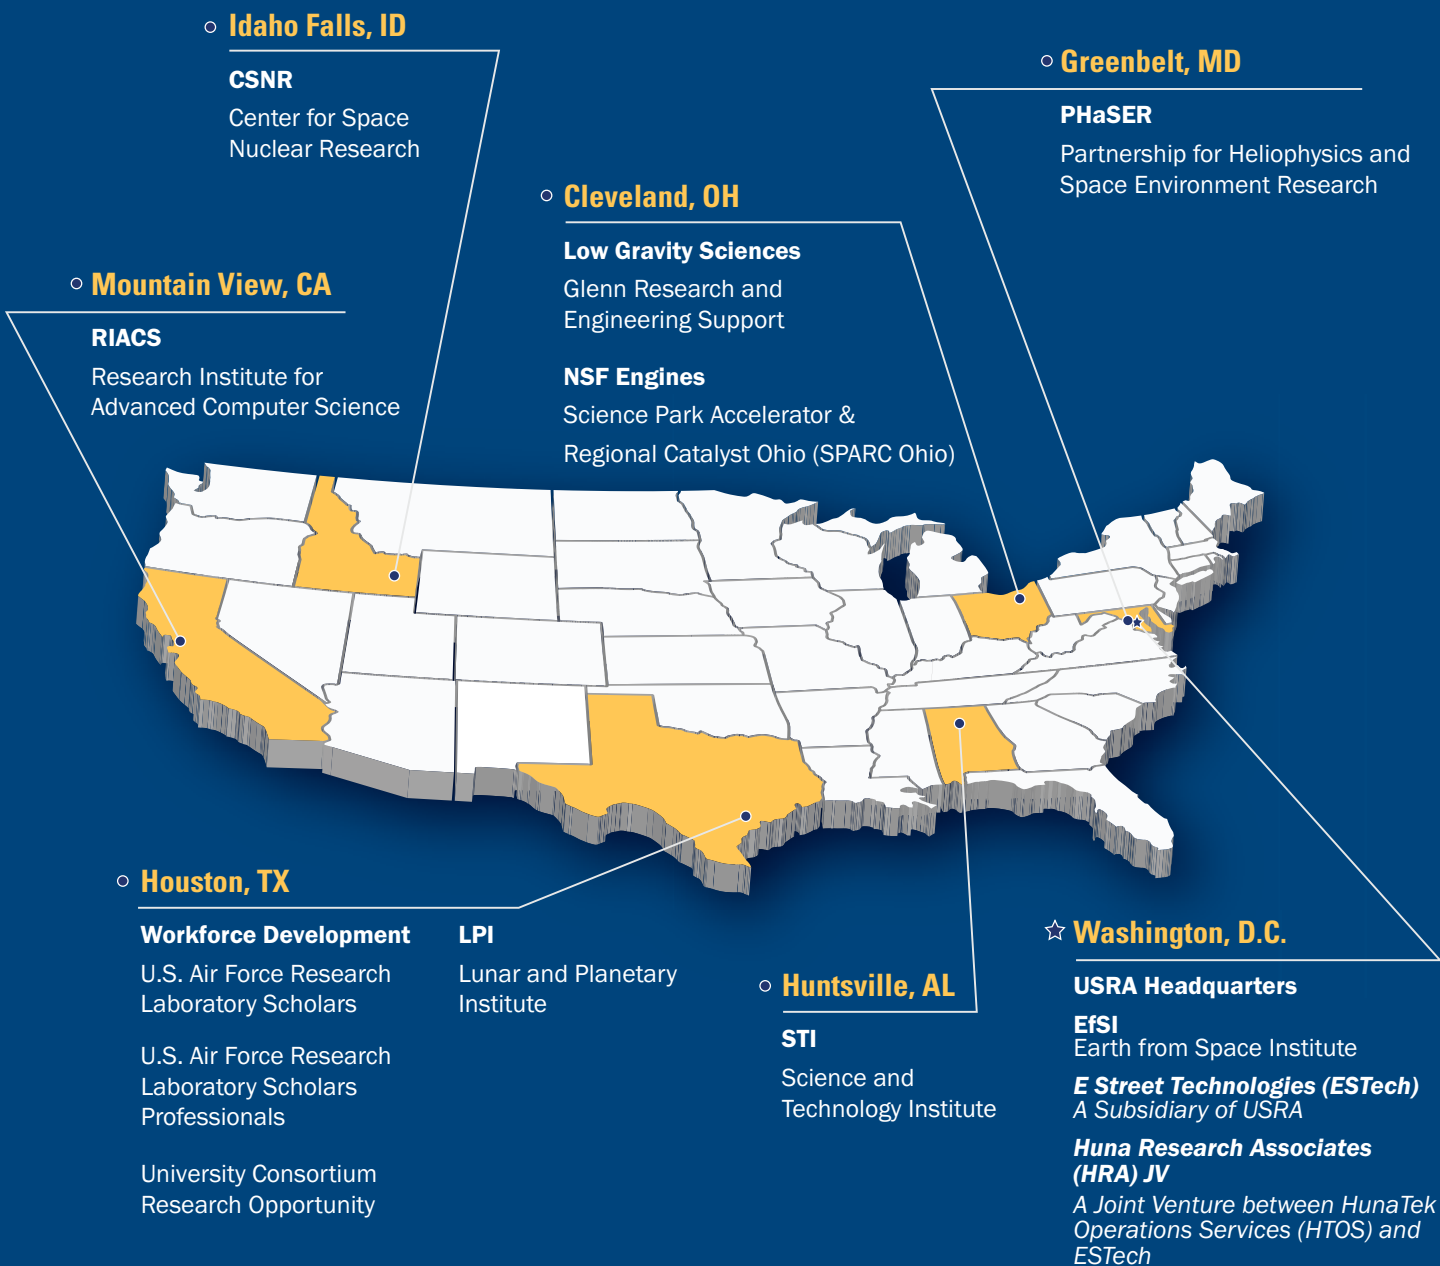 Idaho Falls, ID
CSNR
Center for Space
Nuclear Research
Greenbelt, MD
PHaSER
Partnership for Heliophysics and
Space Environment Research
Cleveland, OH
Low Gravity Sciences
Glenn Research and
Engineering Support
NSF Engines
Science Park Accelerator &
Regional Catalyst Ohio (SPARC Ohio)
Mountain View, CA
RIACS
Research Institute for
Advanced Computer Science
Houston, TX
Workforce Development
U.S. Air Force Research
Laboratory Scholars
U.S. Air Force Research
Laboratory Scholars
Professionals
University Consortium
Research Opportunity
LPI
Lunar and Planetary
Institute
Huntsville, AL
STI
Science and
Technology Institute
Washington, D.C.
USRA Headquarters
EfSI
Earth from Space Institute
E Street Technologies (ESTech)
A Subsidiary of USRA
Huna Research Associates
(HRA) JV
A Joint Venture between HunaTek
Operations Services (HTOS) and
ESTech